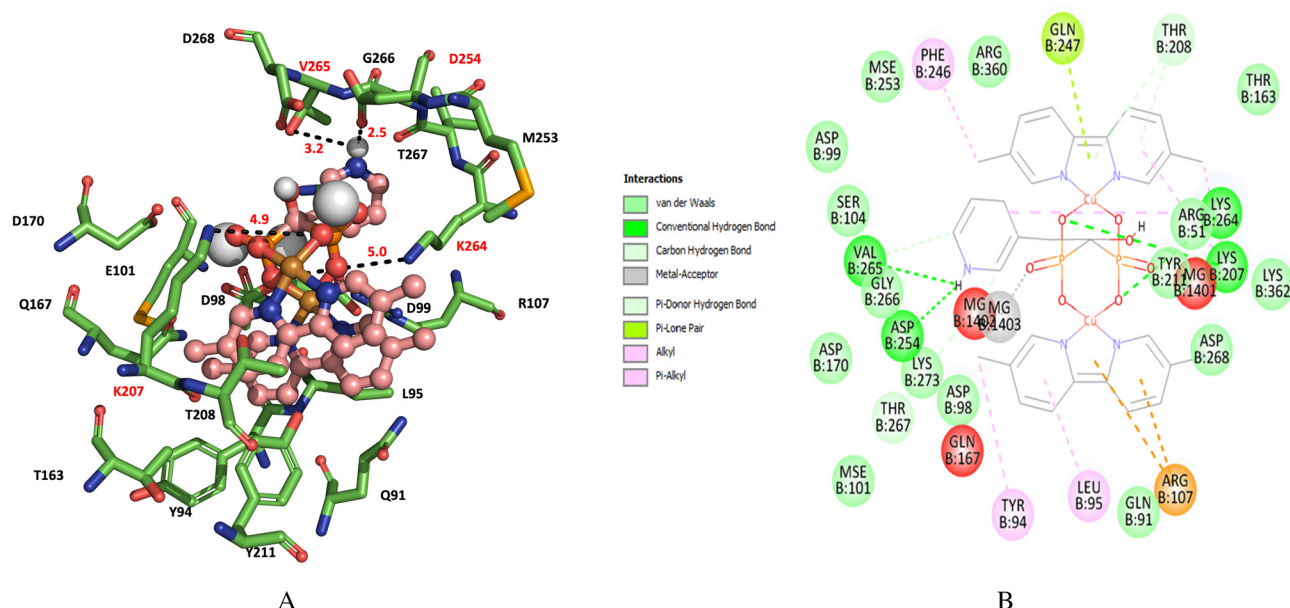 D268
V265
G266
D254
2.5
3.2
T267
M253
D170
4.9
E101
5.0
K264
Q167
D98
D99
R107
K207
T208
L95
T163
Y94
Q91
Y211
A
Interactions
van der Waals
Conventional Hydrogen Bond
Carbon Hydrogen Bond
Metal-Acceptor
Pi-Donor Hydrogen Bond
Pi-Lone Pair
Alkyl
Pi-Alkyl
GLN
B:247
THR
B:208
PHE
B:246
ARG
B:360
MSE
B:253
THR
B:163
ASP
B:99
N
N
Cu
SER
B:104
ARG
B:51
LYS
B:264
O
O
O
H
VAL
B:265
TYR
B:211
LYS
B:207
GLY
B:266
N
H
O
P
P
O
MG
B:1401
LYS
B:362
MG
B:1402
MG
B:1403
O
O
ASP
B:254
Cu
ASP
B:170
LYS
B:273
N
N
ASP
B:268
ASP
B:98
THR
B:267
GLN
B:167
MSE
B:101
TYR
B:94
LEU
B:95
GLN
B:91
ARG
B:107
B